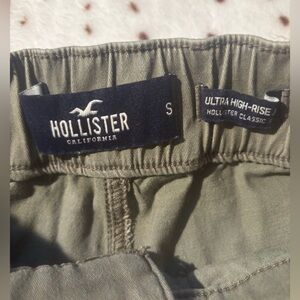 HOLLISTER
CALIFORNIA
S
ULTRA HIGH-RISE
HOLLISTER CLASSIC